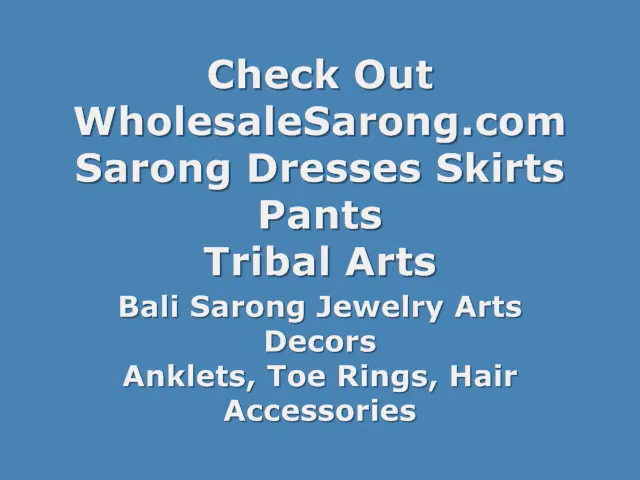 Check Out
WholesaleSarong.com
Sarong Dresses Skirts
Pants
Tribal Arts
Bali Sarong Jewelry Arts
Decors
Anklets, Toe Rings, Hair
Accessories